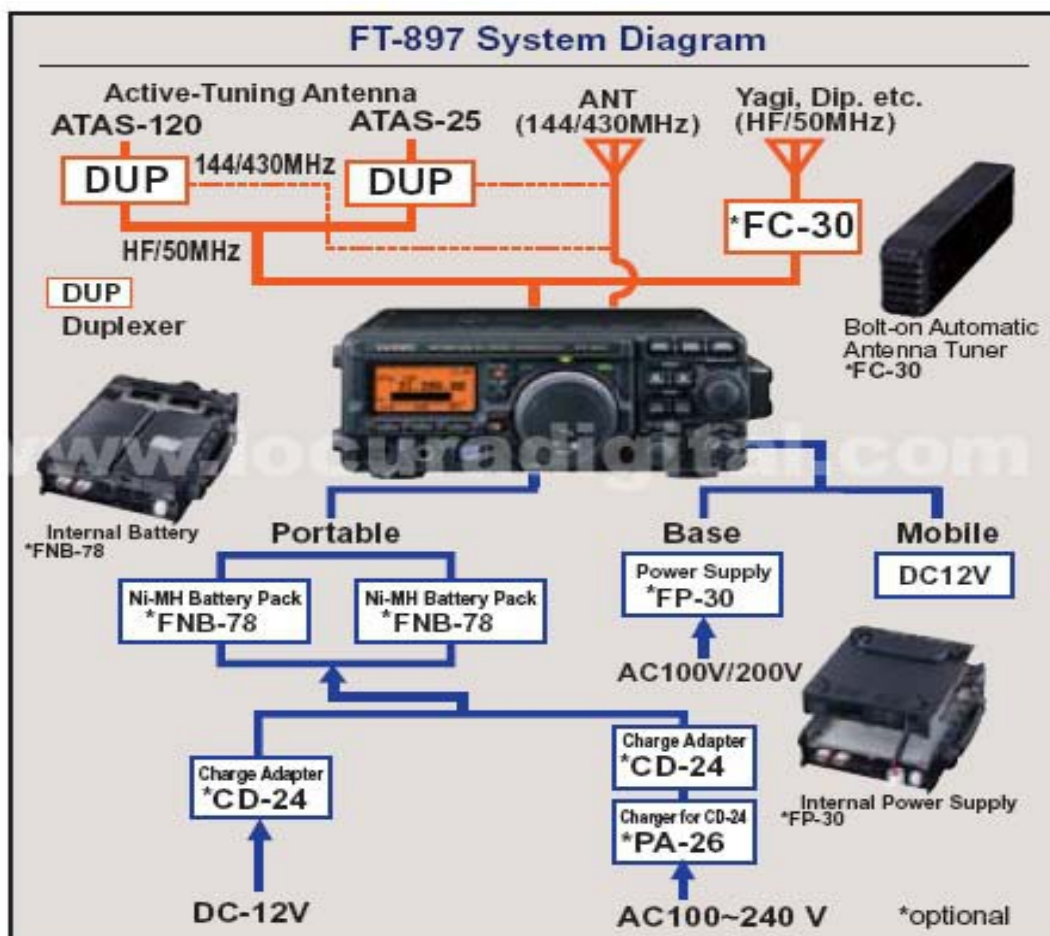 FT-897 System Diagram
Active-Tuning Antenna
ATAS-120
ATAS-25
ANT
(144/430MHz)
Yagi, Dip. etc.
(HF/50MHz)
DUP
144/430MHz
DUP
*FC-30
HF/50MHz
DUP
Duplexer
Bolt-on Automatic
Antenna Tuner
*FC-30
www.locuradigital.com
Internal Battery
*FNB-78
Portable
Base
Mobile
Ni-MH Battery Pack
*FNB-78
Ni-MH Battery Pack
*FNB-78
Power Supply
*FP-30
DC12V
AC100V/200V
Charge Adapter
*CD-24
Charge Adapter
*CD-24
Charger for CD-24
*PA-26
Internal Power Supply
*FP-30
DC-12V
AC100~240 V
*optional